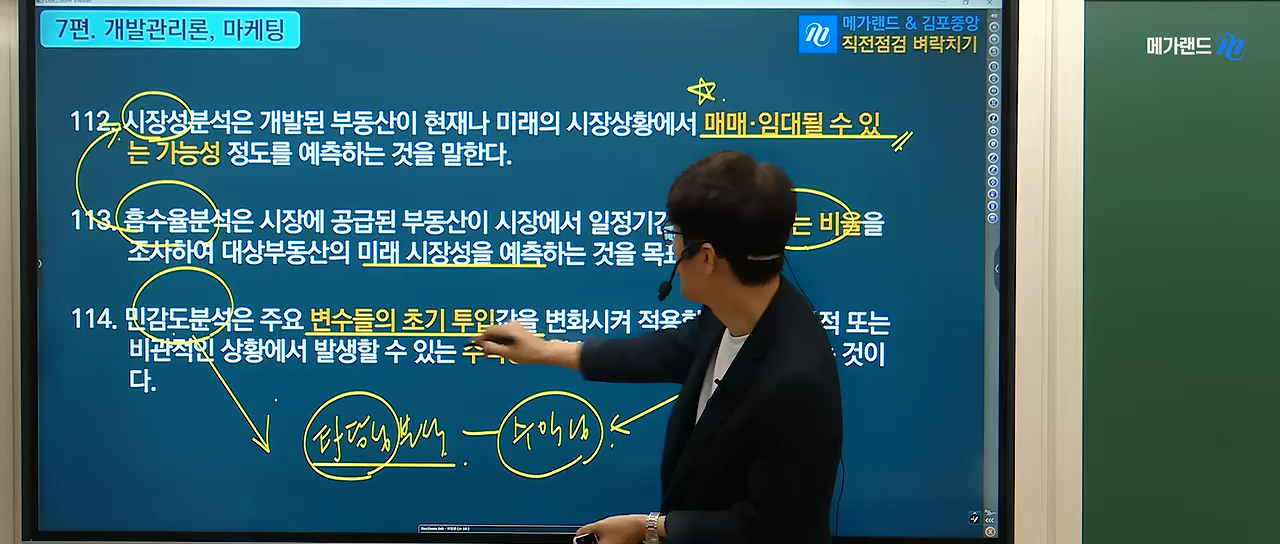 7편. 개발관리론, 마케팅
메가랜드 & 김포중앙
직전점검 벼락치기
메가랜드
112. 시장성분석은 개발된 부동산이 현재나 미래의 시장상황에서 매매·임대될 수 있
는 가능성 정도를 예측하는 것을 말한다.
113. 흡수율분석은 시장에 공급된 부동산이 시장에서 일정기간 는 비율을
조사하여 대상부동산의 미래 시장성을 예측하는 것을 목표
114. 민감도분석은 주요 변수들의 초기 투입값을 변화시켜 적용 적 또는
비관적인 상황에서 발생할 수 있는 것이
다.
타당성분석 — 수익성